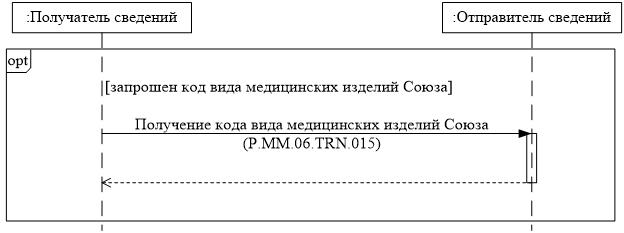 :Получатель сведений
:Отправитель сведений
opt
[запрошен код вида медицинских изделий Союза]
Получение кода вида медицинских изделий Союза
(P.MM.06.TRN.015)